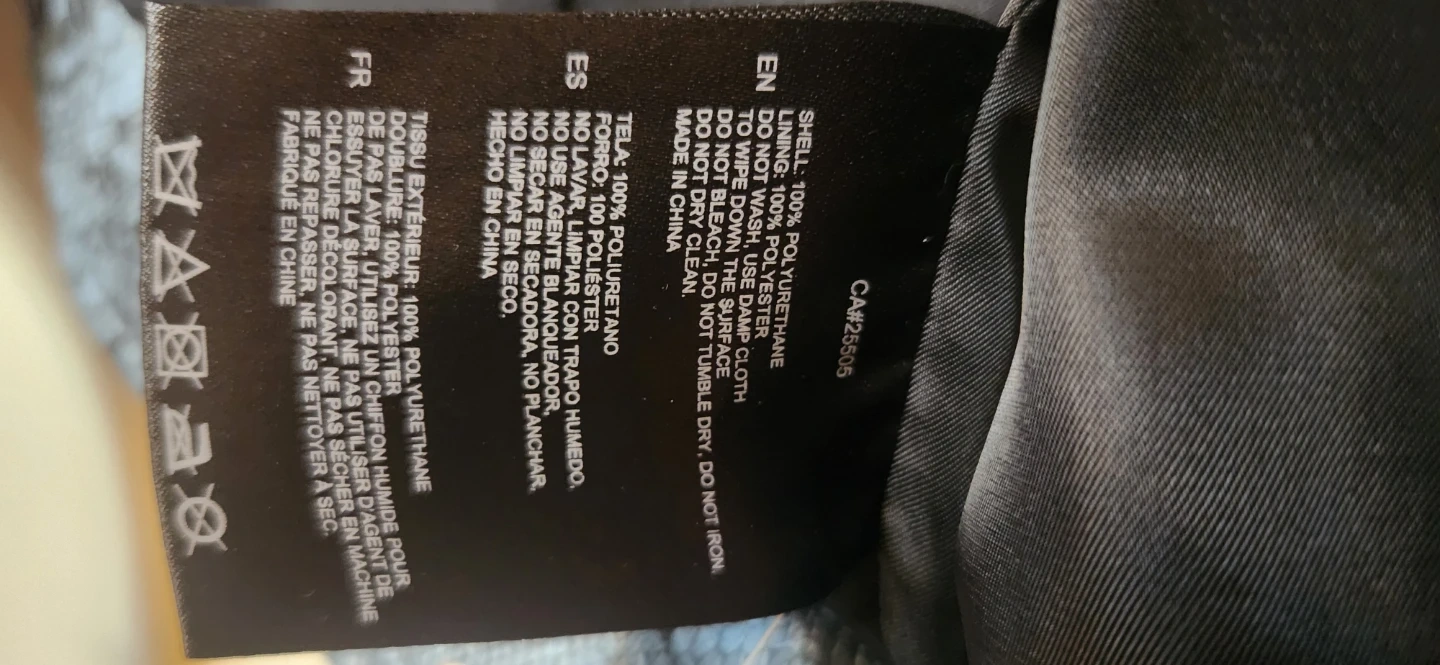 CA#25505
EN
SHELL: 100% POLYURETHANE
LINING: 100% POLYESTER
DO NOT WASH, USE DAMP CLOTH
TO WIPE DOWN THE SURFACE
DO NOT BLEACH, DO NOT TUMBLE DRY, DO NOT IRON.
DO NOT DRY CLEAN.
MADE IN CHINA
ES
TELA: 100% POLIURETANO
FORRO: 100 POLIÉSTER
NO LAVAR, LIMPIAR CON TRAPO HUMEDO.
NO USE AGENTE BLANQUEADOR,
NO SECAR EN SECADORA, NO PLANCHAR,
NO LIMPIAR EN SECO.
HECHO EN CHINA
FR
TISSU EXTÉRIEUR: 100% POLYURETHANE
DOUBLURE: 100% POLYESTER
DE PAS LAVER, UTILISEZ UN CHIFFON HUMIDE POUR
ESSUYER LA SURFACE, NE PAS UTILISER D'AGENT DE
CHLORURE DÉCOLORANT, NE PAS SÉCHER EN MACHINE
NE PAS REPASSER, NE PAS NETTOYER À SEC.
FABRIQUÉ EN CHINE